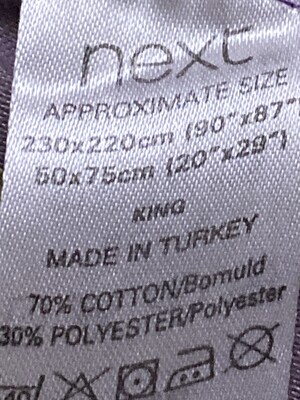 next
APPROXIMATE SIZE
230x220cm (90"x87"
50x75cm (20"x29")
KING
MADE IN TURKEY
70% COTTON/Bomuld
30% POLYESTER/Polyester
40